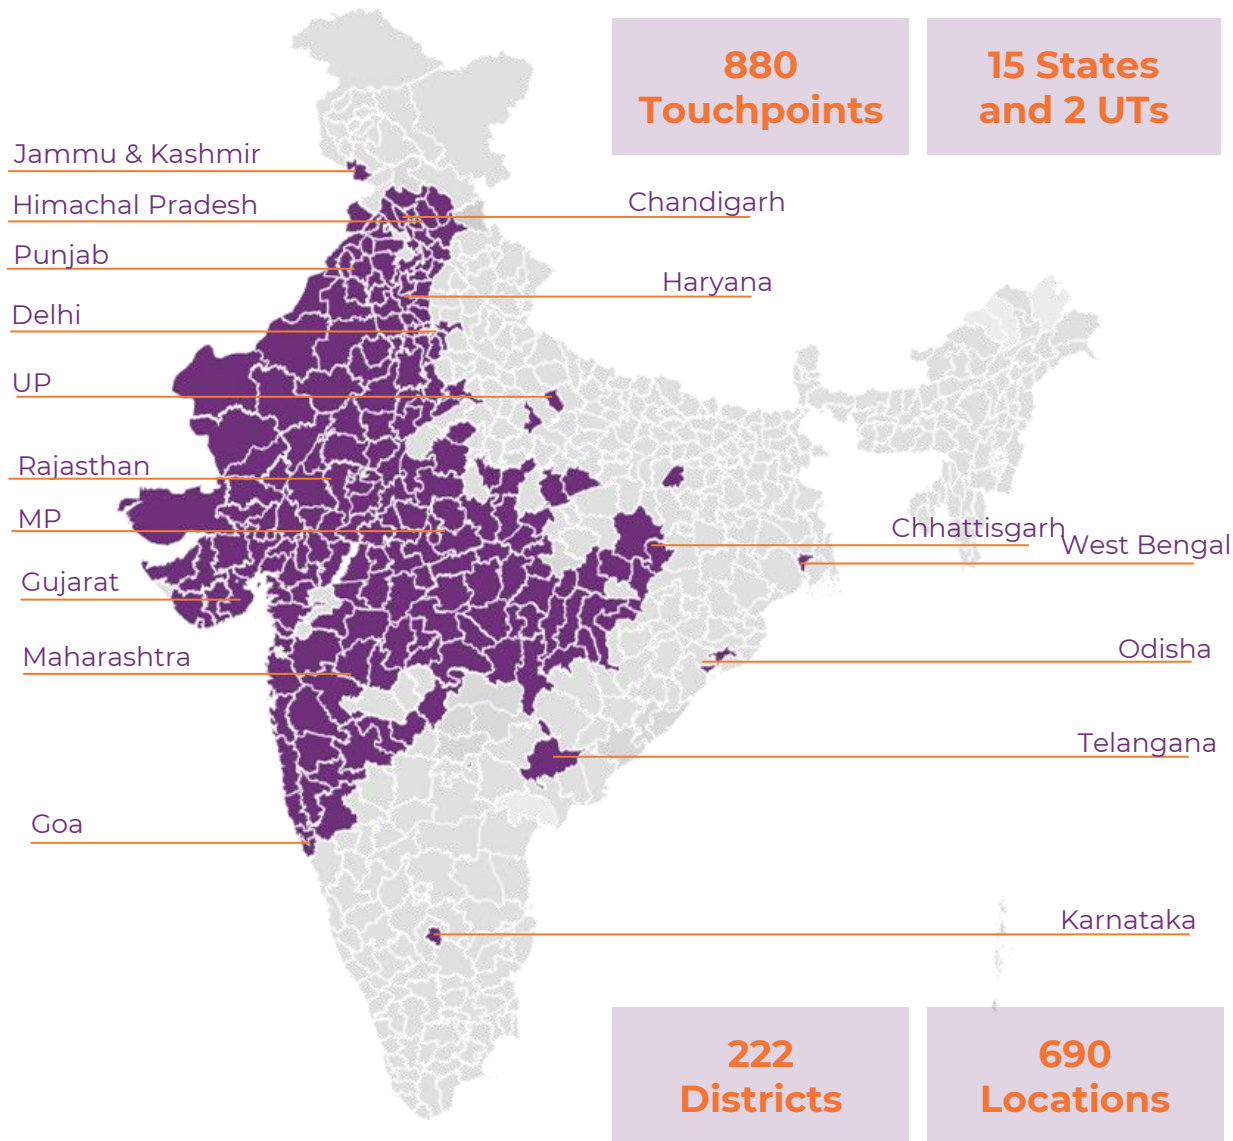 880
Touchpoints
15 States
and 2 UTs
Jammu & Kashmir
Himachal Pradesh
Chandigarh
Punjab
Haryana
Delhi
UP
Rajasthan
MP
Chhattisgarh
West Bengal
Gujarat
Maharashtra
Odisha
Telangana
Goa
Karnataka
222
Districts
690
Locations